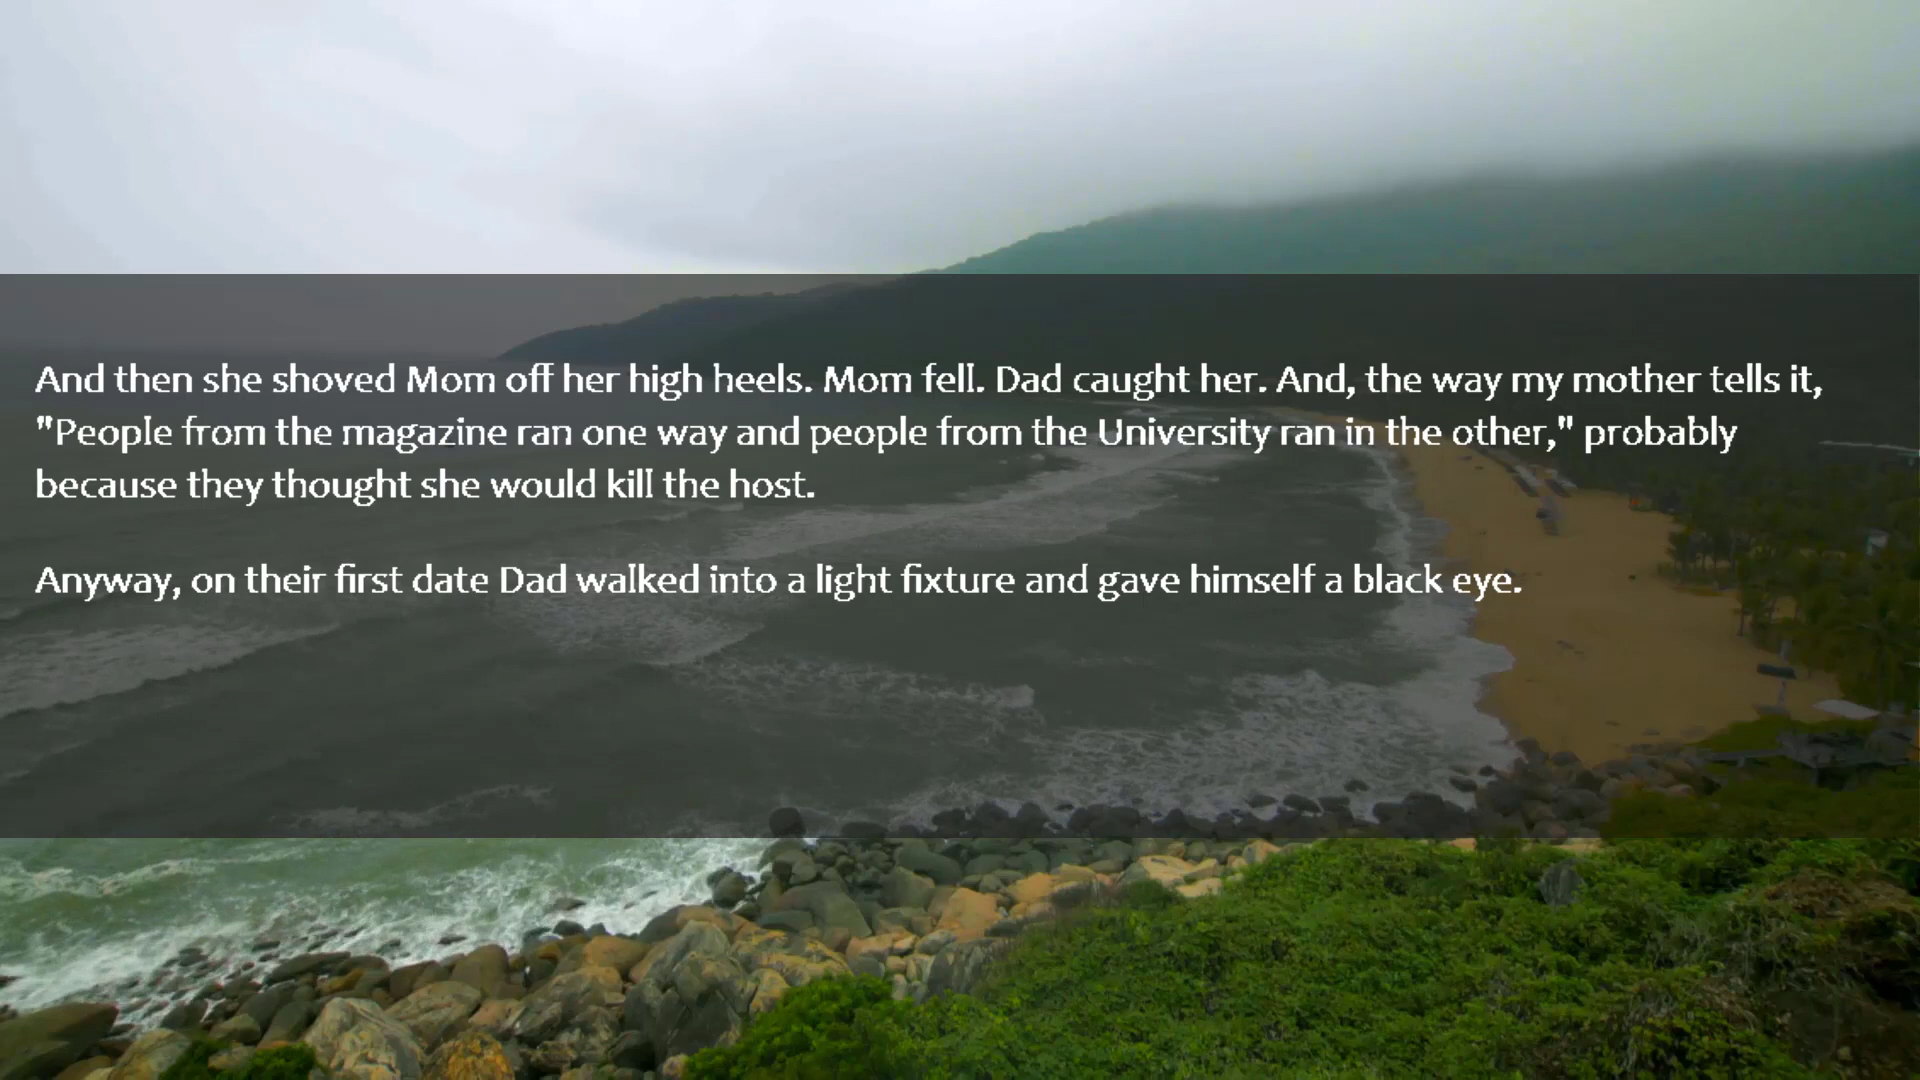 And then she shoved Mom off her high heels. Mom fell. Dad caught her. And, the way my mother tells it,
"People from the magazine ran one way and people from the University ran in the other," probably
because they thought she would kill the host.
Anyway, on their first date Dad walked into a light fixture and gave himself a black eye.